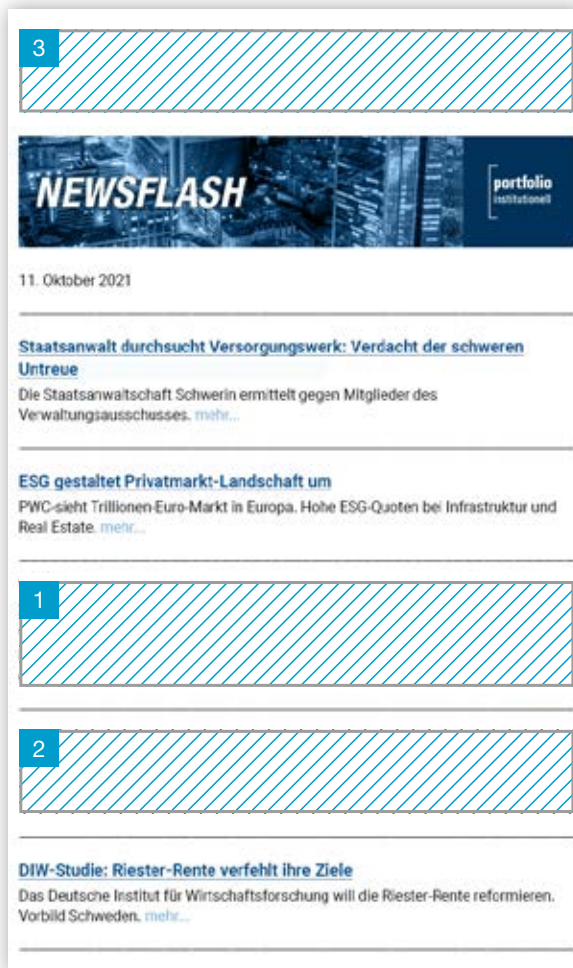 3
NEWSFLASH
portfolio
institutionell
11. Oktober 2021
Staatsanwalt durchsucht Versorgungswerk: Verdacht der schweren
Untreue
Die Staatsanwaltschaft Schwerin ermittelt gegen Mitglieder des
Verwaltungsausschusses. mehr...
ESG gestaltet Privatmarkt-Landschaft um
PWC-sieht Trillionen-Euro-Markt in Europa. Hohe ESG-Quoten bei Infrastruktur und
Real Estate. mehr...
1
2
DIW-Studie: Riester-Rente verfehlt ihre Ziele
Das Deutsche Institut für Wirtschaftsforschung will die Riester-Rente reformieren.
Vorbild Schweden. mehr...